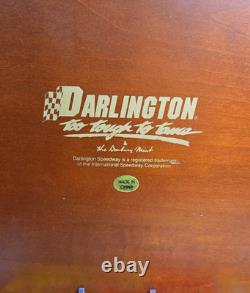 DARLINGTON
too tough to tame
&
the Danbury Mint
Darlington Speedway is a registered trademark
of the International Speedway Corporation.
MADE IN
CHINA